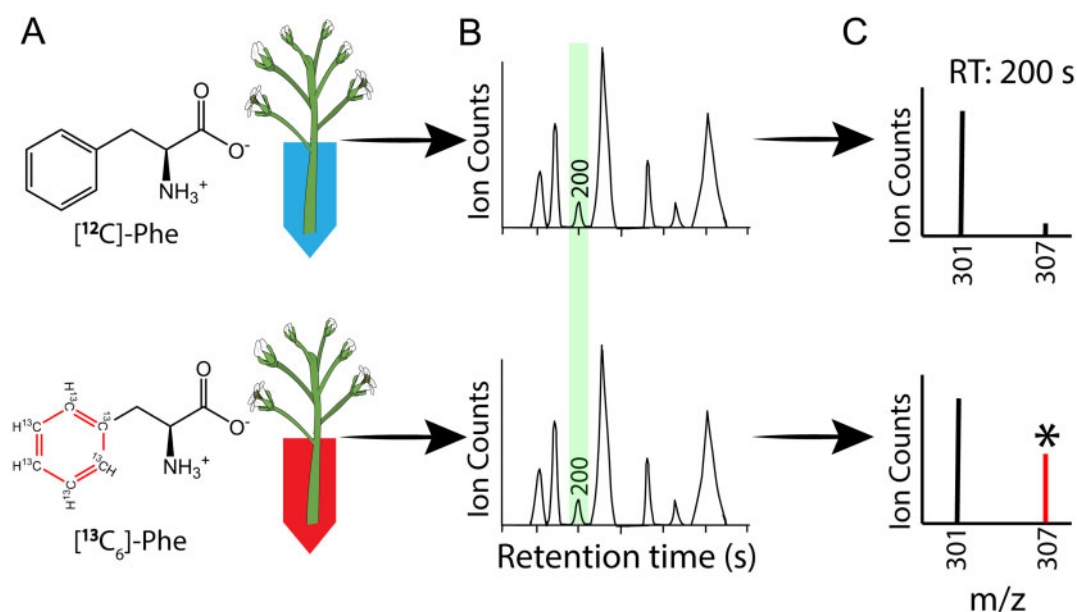 A
B
C
O
O-
NH3+
[12C]-Phe
Ion Counts
200
RT: 200 s
Ion Counts
301
307
H13C
13C
H13C
H13C
13CH
13C
H
H
O
O-
NH3+
[13C6]-Phe
Ion Counts
200
Retention time (s)
Ion Counts
*
301
307
m/z